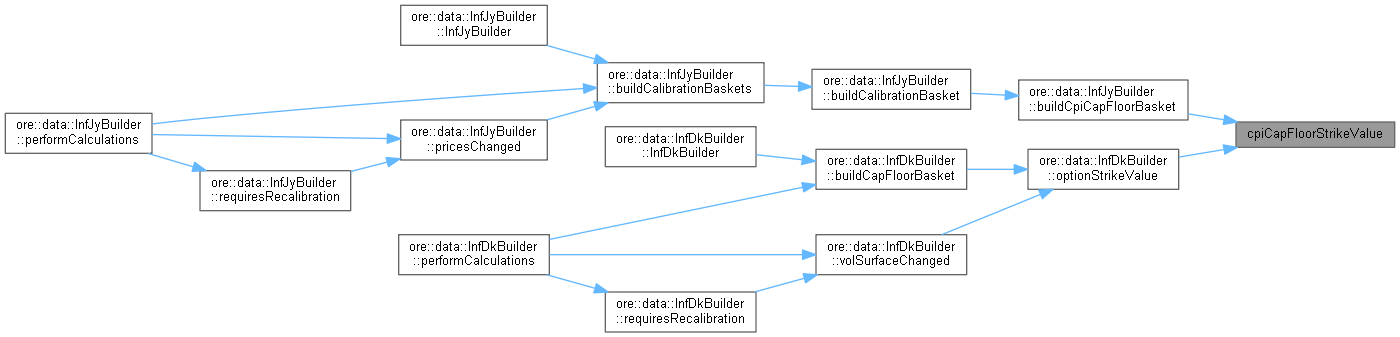 ore::data::InfJyBuilder
::InfJyBuilder
ore::data::InfJyBuilder
::buildCalibrationBaskets
ore::data::InfJyBuilder
::buildCalibrationBasket
ore::data::InfJyBuilder
::buildCpiCapFloorBasket
ore::data::InfJyBuilder
::performCalculations
ore::data::InfJyBuilder
::pricesChanged
ore::data::InfDkBuilder
::InfDkBuilder
cpiCapFloorStrikeValue
ore::data::InfJyBuilder
::requiresRecalibration
ore::data::InfDkBuilder
::buildCapFloorBasket
ore::data::InfDkBuilder
::optionStrikeValue
ore::data::InfDkBuilder
::performCalculations
ore::data::InfDkBuilder
::volSurfaceChanged
ore::data::InfDkBuilder
::requiresRecalibration